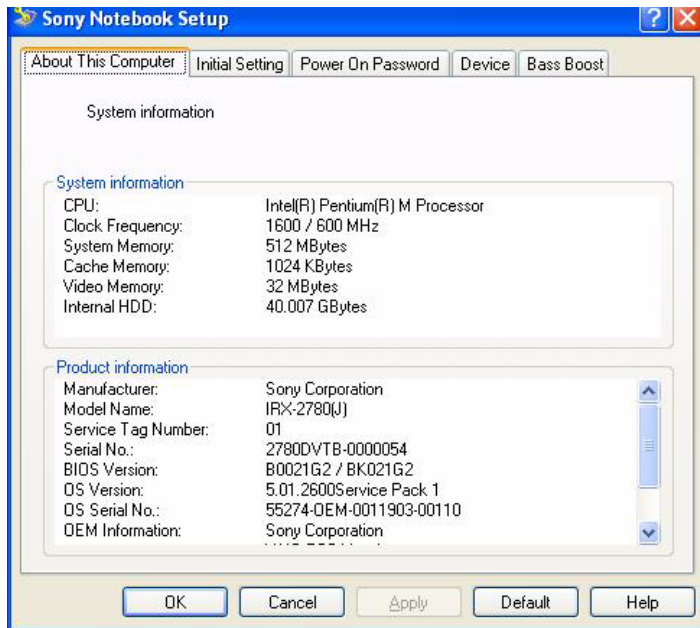 Sony Notebook Setup
About This Computer Initial Setting Power On Password Device Bass Boost
System information
System information
CPU: Intel(R) Pentium(R) M Processor
Clock Frequency: 1600 / 600 MHz
System Memory: 512 MBytes
Cache Memory: 1024 KBytes
Video Memory: 32 MBytes
Internal HDD: 40.007 GBytes
Product information
Manufacturer: Sony Corporation
Model Name: IRX-2780(J)
Service Tag Number: 01
Serial No.: 2780DVTB-0000054
BIOS Version: B0021G2 / BK021G2
OS Version: 5.01.2600Service Pack 1
OS Serial No.: 55274-OEM-0011903-00110
OEM Information: Sony Corporation
OK Cancel Apply Default Help